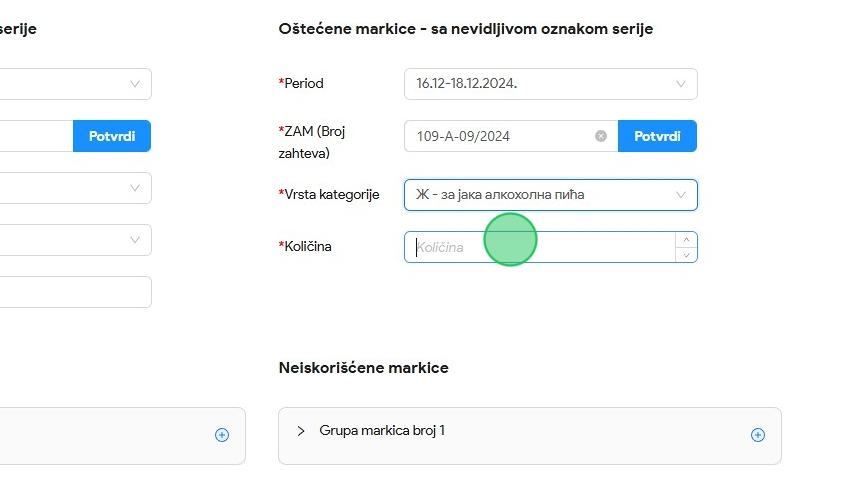 serije
Potvrdi
Oštećene markice - sa nevidljivom oznakom serije
*Period
16.12-18.12.2024.
*ZAM (Broj
zahteva)
109-A-09/2024
Potvrdi
*Vrsta kategorije
Ж - за јака алкохолна пића
*Količina
Količina
Neiskorišćene markice
Grupa markica broj 1